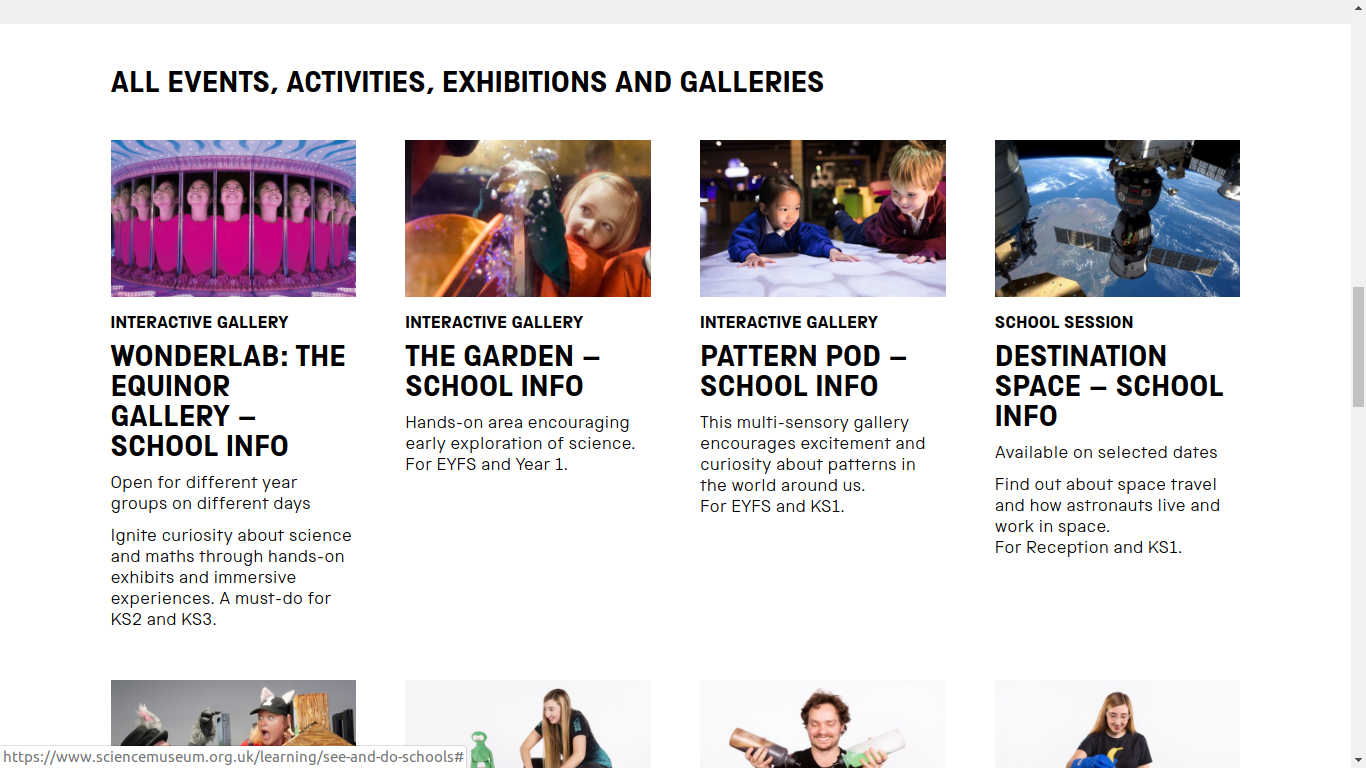 ALL EVENTS, ACTIVITIES, EXHIBITIONS AND GALLERIES
INTERACTIVE GALLERY
WONDERLAB: THE
EQUINOR
GALLERY –
SCHOOL INFO
Open for different year
groups on different days
Ignite curiosity about science
and maths through hands-on
exhibits and immersive
experiences. A must-do for
KS2 and KS3.
INTERACTIVE GALLERY
THE GARDEN –
SCHOOL INFO
Hands-on area encouraging
early exploration of science.
For EYFS and Year 1.
INTERACTIVE GALLERY
PATTERN POD –
SCHOOL INFO
This multi-sensory gallery
encourages excitement and
curiosity about patterns in
the world around us.
For EYFS and KS1.
SCHOOL SESSION
DESTINATION
SPACE – SCHOOL
INFO
Available on selected dates
Find out about space travel
and how astronauts live and
work in space.
For Reception and KS1.
https://www.sciencemuseum.org.uk/learning/see-and-do-schools#